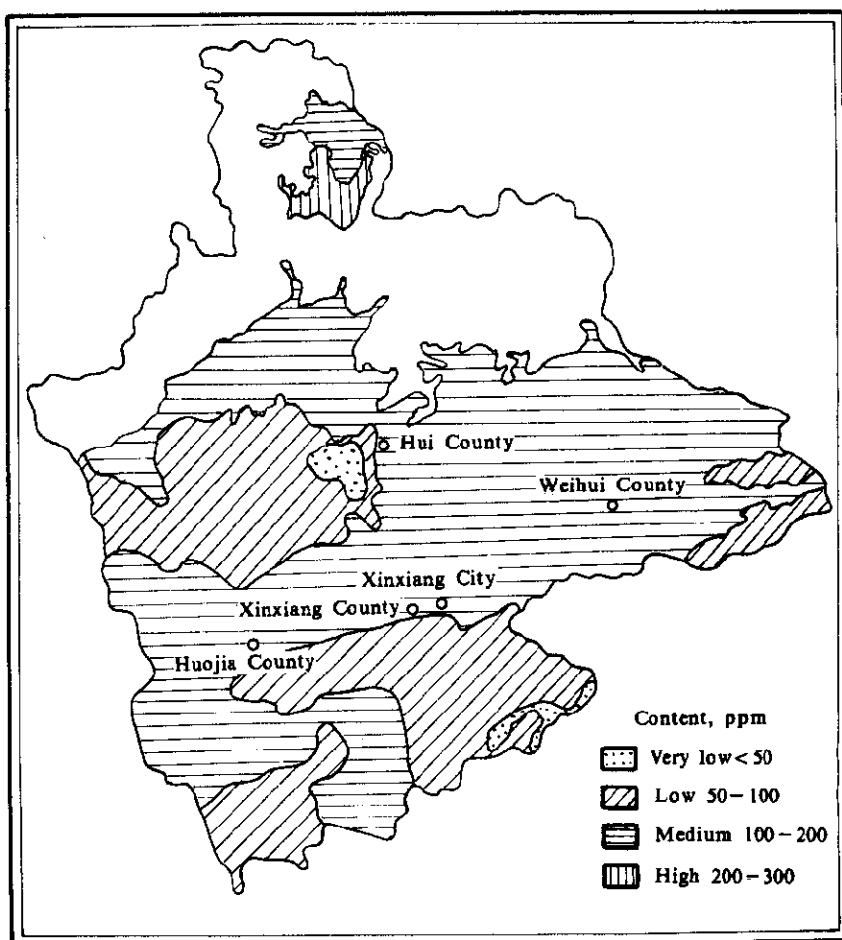 Hui County
Weihui County
Xinxiang City
Xinxiang County
Huojia County
Content, ppm
Very low<50
Low 50-100
Medium 100-200
High 200-300